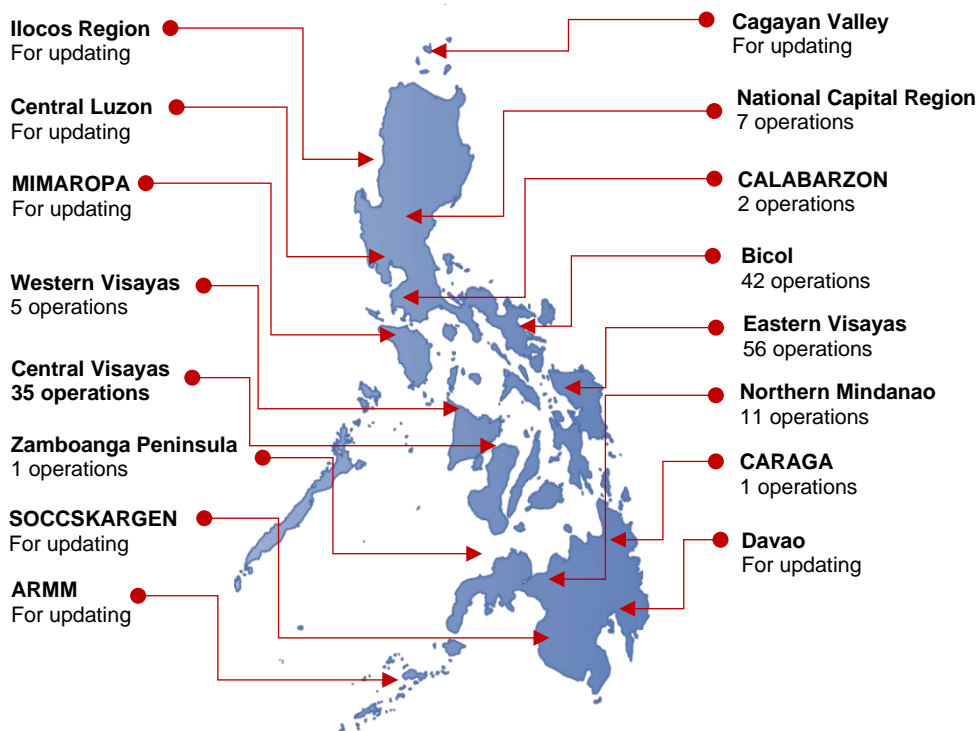 Ilocos Region
For updating
Central Luzon
For updating
MIMAROPA
For updating
Western Visayas
5 operations
Central Visayas
35 operations
Zamboanga Peninsula
1 operations
SOCCSKARGEN
For updating
ARMM
For updating
Cagayan Valley
For updating
National Capital Region
7 operations
CALABARZON
2 operations
Bicol
42 operations
Eastern Visayas
56 operations
Northern Mindanao
11 operations
CARAGA
1 operations
Davao
For updating